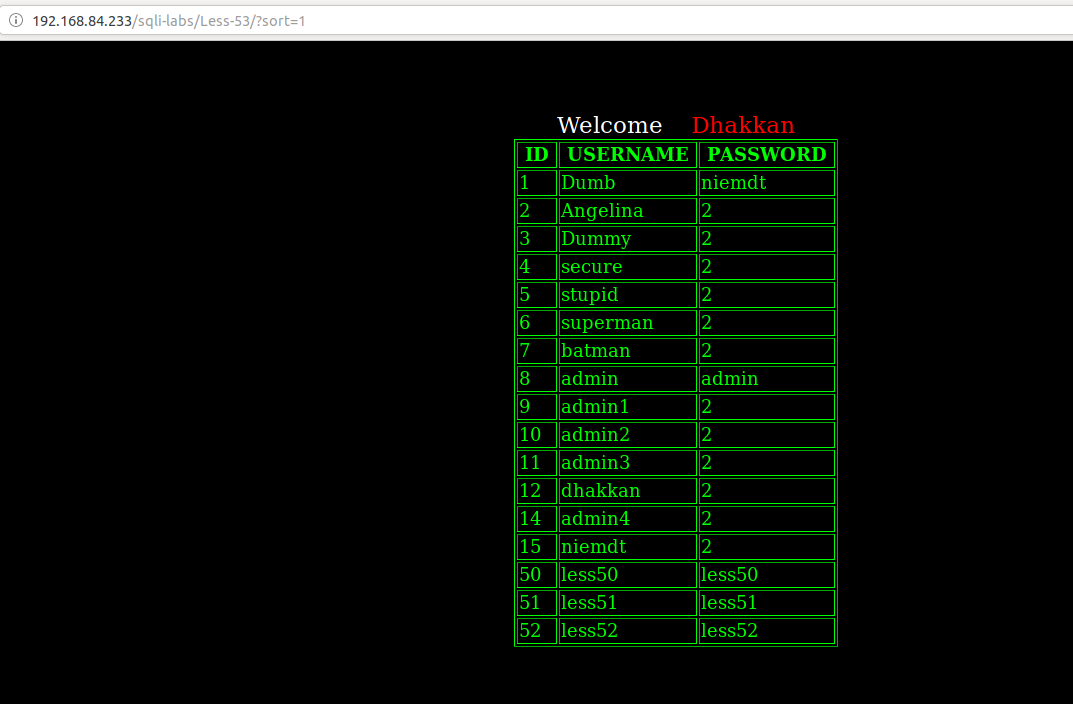 192.168.84.233/sqli-labs/Less-53/?sort=1
Welcome Dhakkan
ID USERNAME PASSWORD
1 Dumb niemdt
2 Angelina 2
3 Dummy 2
4 secure 2
5 stupid 2
6 superman 2
7 batman 2
8 admin admin
9 admin1 2
10 admin2 2
11 admin3 2
12 dhakkan 2
14 admin4 2
15 niemdt 2
50 less50 less50
51 less51 less51
52 less52 less52